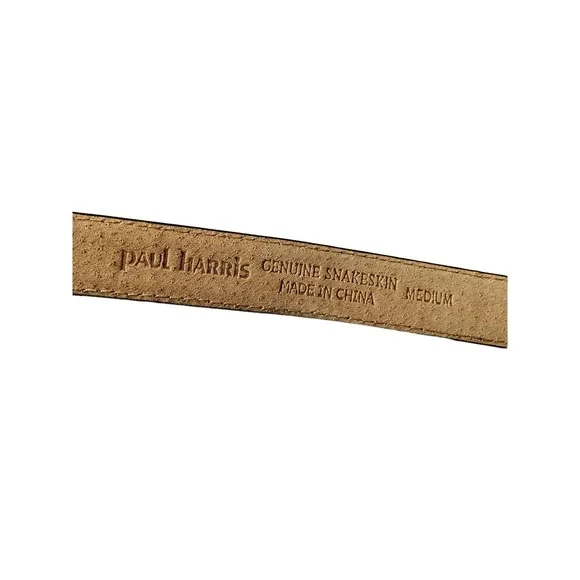 PAUL HARRIS GENUINE SNAKESKIN MEDIUM
MADE IN CHINA